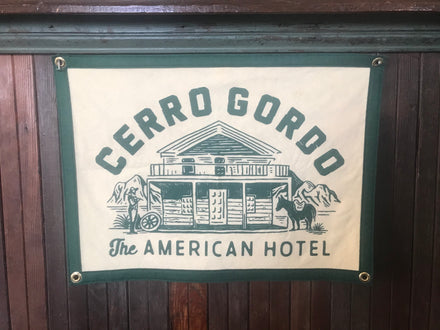 CERRO GORDO
The AMERICAN HOTEL